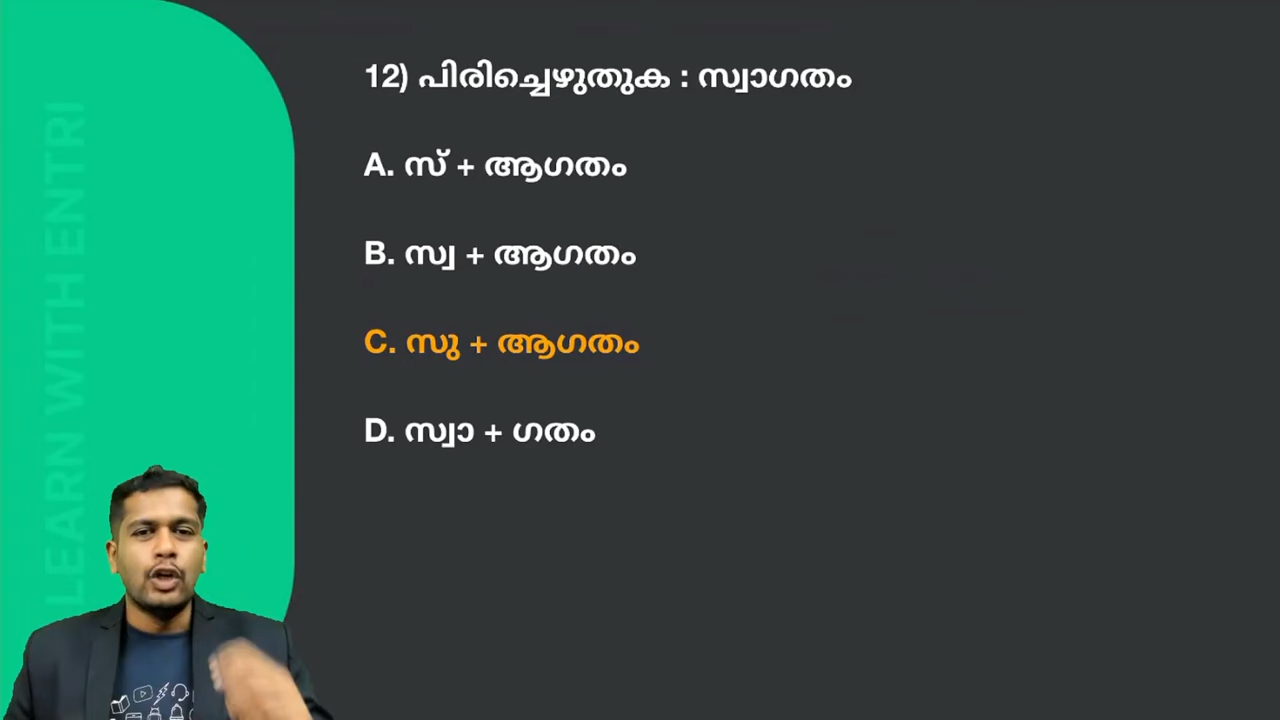 12) പിരിച്ചെഴുതുക : സ്വാഗതം
A. സ് + ആഗതം
B. സ്വ + ആഗതം
C. സു + ആഗതം
D. സ്വാ + ഗതം
LEARN WITH ENTRI